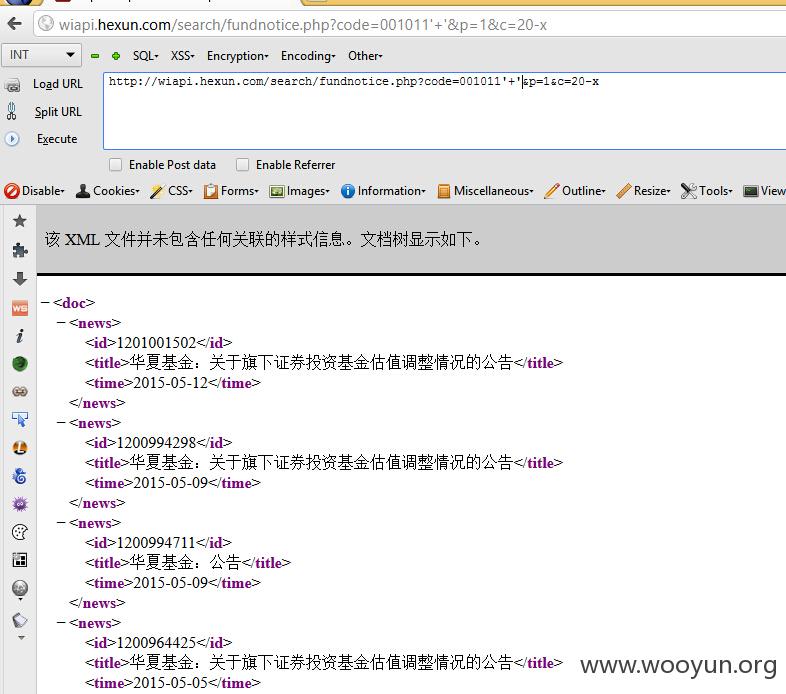 wiapi.hexun.com/search/fundnotice.php?code=001011'+'&p=1&c=20-x
INT SQL XSS Encryption Encoding Other
Load URL http://wiapi.hexun.com/search/fundnotice.php?code=001011'+'&p=1&c=20-x
Split URL
Execute
Enable Post data Enable Referrer
Disable Cookies CSS Forms Images Information Miscellaneous Outline Resize Tools View
该 XML 文件并未包含任何关联的样式信息。文档树显示如下。
−<doc>
−<news>
<id>1201001502</id>
<title>华夏基金：关于旗下证券投资基金估值调整情况的公告</title>
<time>2015-05-12</time>
</news>
−<news>
<id>1200994298</id>
<title>华夏基金：关于旗下证券投资基金估值调整情况的公告</title>
<time>2015-05-09</time>
</news>
−<news>
<id>1200994711</id>
<title>华夏基金：公告</title>
<time>2015-05-09</time>
</news>
−<news>
<id>1200964425</id>
<title>华夏基金：关于旗下证券投资基金估值调整情况的公告</title>
<time>2015-05-05</time>
WS
www.wooyun.org